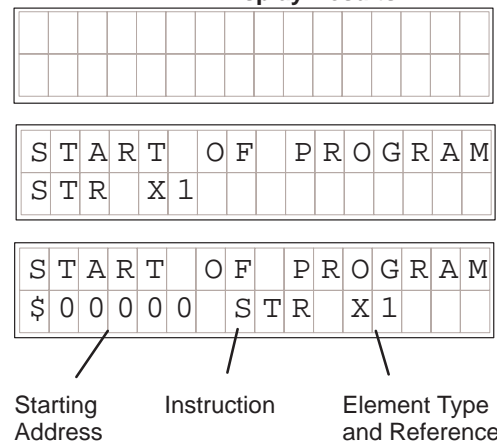 START OF PROGRAM
STR X1
START OF PROGRAM
$00000 STR X1
Starting Address
Instruction
Element Type and Reference